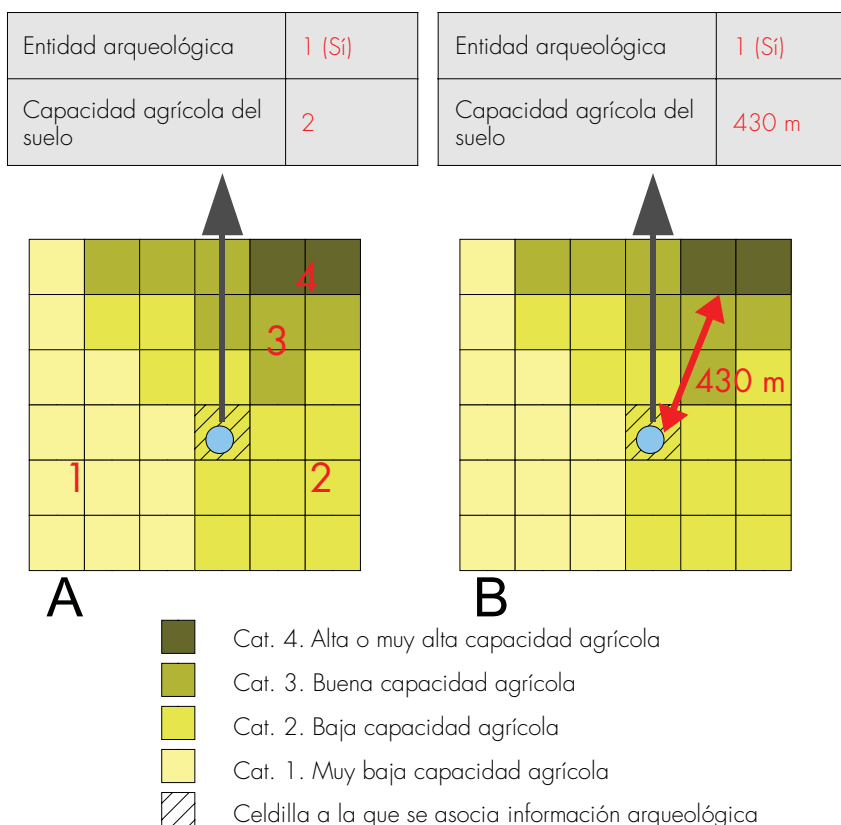 Entidad arqueológica 1 (Sí)
Capacidad agrícola del suelo 2
Entidad arqueológica 1 (Sí)
Capacidad agrícola del suelo 430 m
4
3
1
2
430 m
A
B
Cat. 4. Alta o muy alta capacidad agrícola
Cat. 3. Buena capacidad agrícola
Cat. 2. Baja capacidad agrícola
Cat. 1. Muy baja capacidad agrícola
Celdilla a la que se asocia información arqueológica